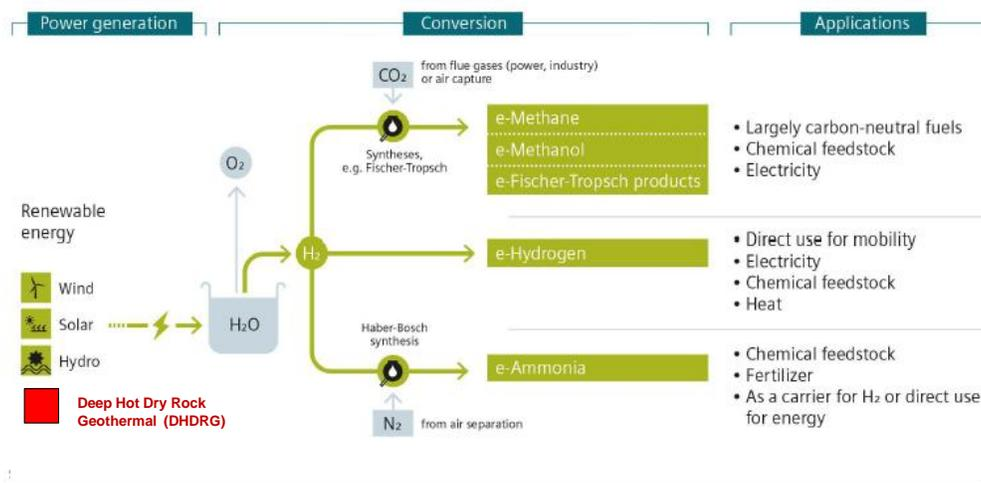 Power generation
Conversion
Applications
CO₂
from flue gases (power, industry)
or air capture
Syntheses,
e.g. Fischer-Tropsch
e-Methane
e-Methanol
e-Fischer-Tropsch products
• Largely carbon-neutral fuels
• Chemical feedstock
• Electricity
O₂
Renewable
energy
Wind
Solar
Hydro
Deep Hot Dry Rock
Geothermal (DHDRG)
H₂O
H₂
e-Hydrogen
• Direct use for mobility
• Electricity
• Chemical feedstock
• Heat
Haber-Bosch
synthesis
e-Ammonia
N₂
from air separation
• Chemical feedstock
• Fertilizer
• As a carrier for H₂ or direct use
for energy